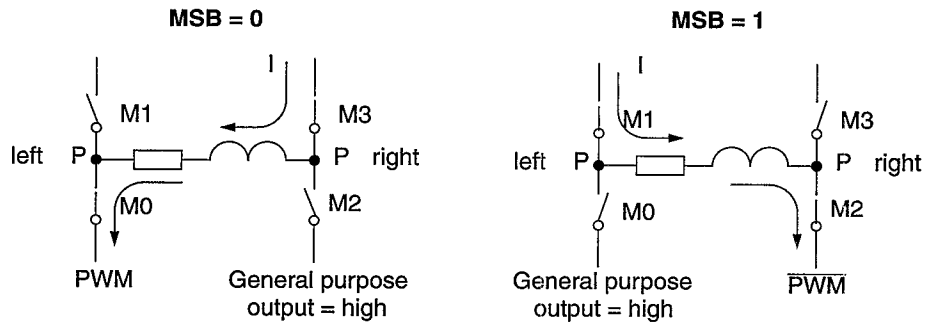 MSB = 0
I
M1
M3
left P
P right
M0
M2
PWM
General purpose
output = high
MSB = 1
I
M1
M3
left P
P right
M0
M2
General purpose
output = high
PWM